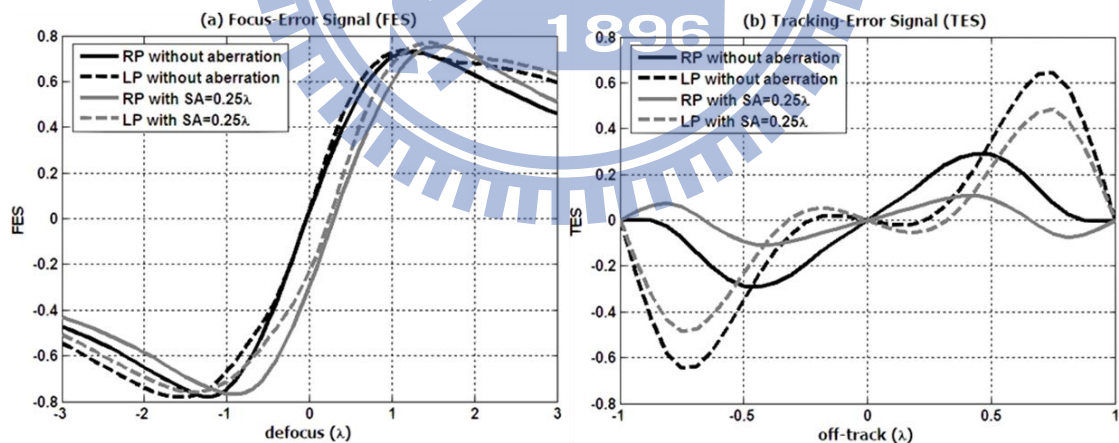 (a) Focus-Error Signal (FES)
0.8
0.6
0.4
0.2
0
-0.2
-0.4
-0.6
-0.8
FES
RP without aberration
LP without aberration
RP with SA=0.25λ
LP with SA=0.25λ
-3
-2
-1
0
1
2
3
defocus (λ)
1896
(b) Tracking-Error Signal (TES)
0.8
0.6
0.4
0.2
0
-0.2
-0.4
-0.6
-0.8
TES
RP without aberration
LP without aberration
RP with SA=0.25λ
LP with SA=0.25λ
-1
-0.5
0
0.5
1
off-track (λ)